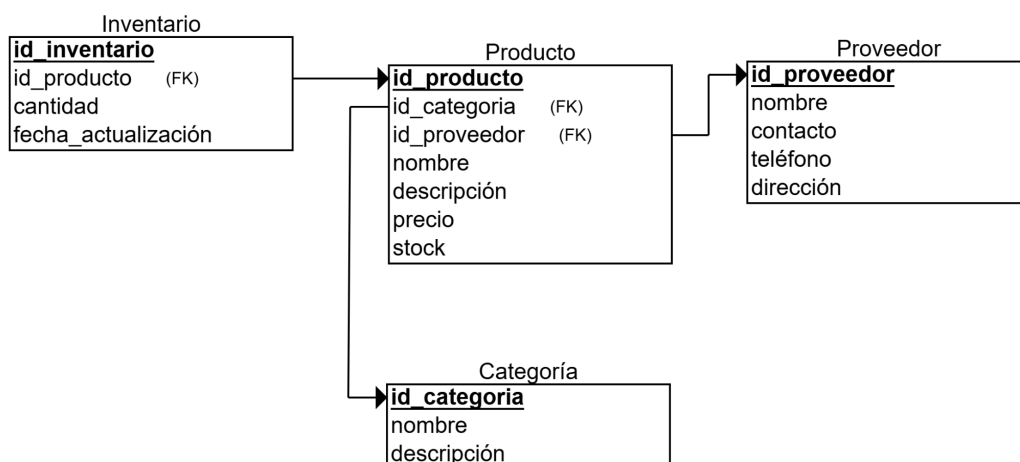 Inventario
id_inventario
id_producto (FK)
cantidad
fecha_actualización
Producto
id_producto
id_categoria (FK)
id_proveedor (FK)
nombre
descripción
precio
stock
Proveedor
id_proveedor
nombre
contacto
teléfono
dirección
Categoría
id_categoria
nombre
descripción